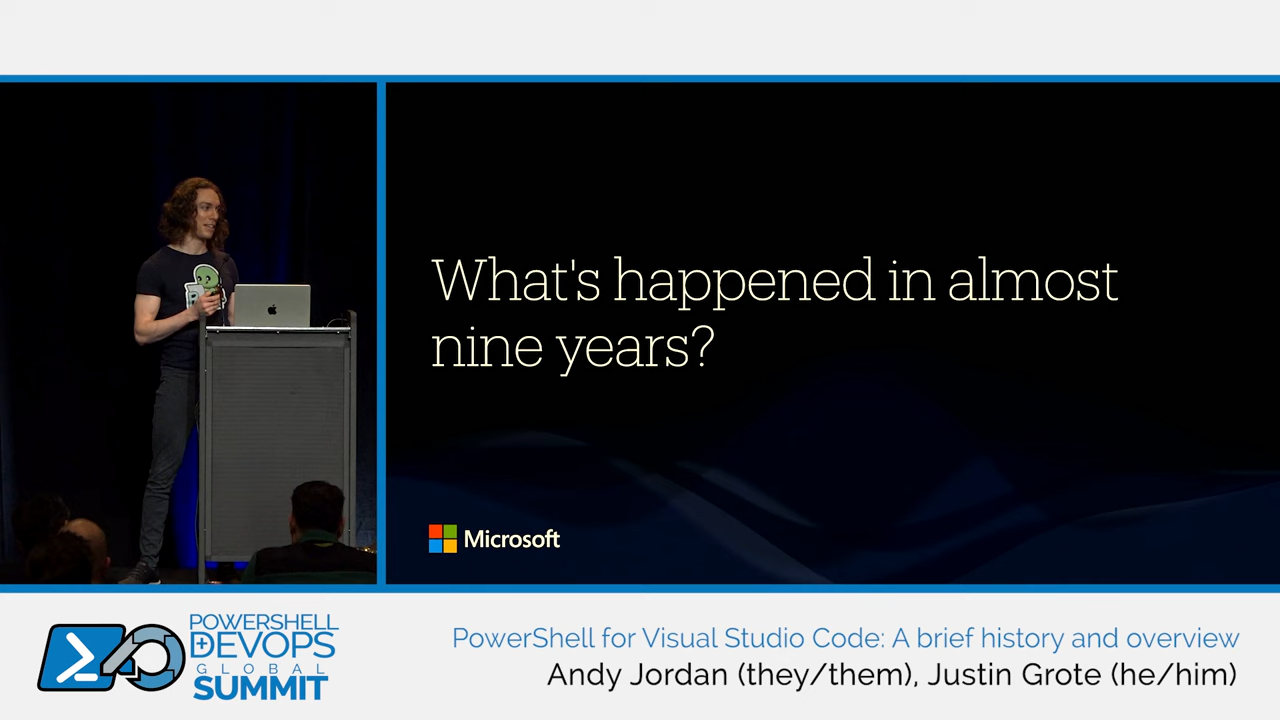 What's happened in almost
nine years?
Microsoft
POWERSHELL
+DEVOPS
GLOBAL
SUMMIT
PowerShell for Visual Studio Code: A brief history and overview
Andy Jordan (they/them), Justin Grote (he/him)